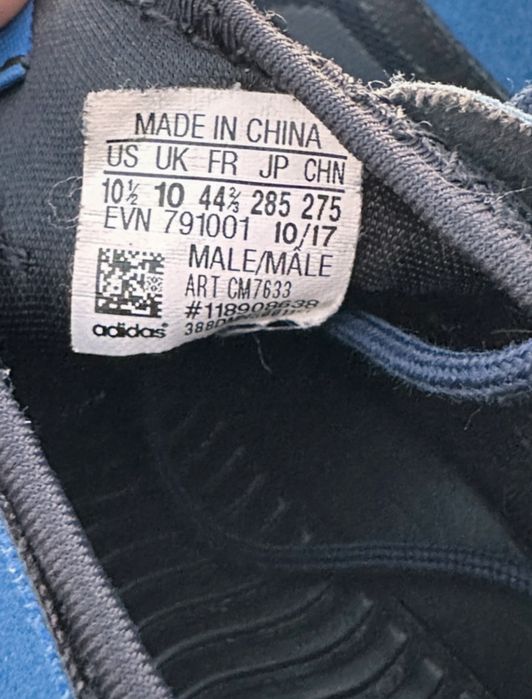 MADE IN CHINA
US UK FR JP CHN
10½ 10 44⅔ 285 275
EVN 791001 10/17
MALE/MÂLE
ART CM7633
#118908638
adidas